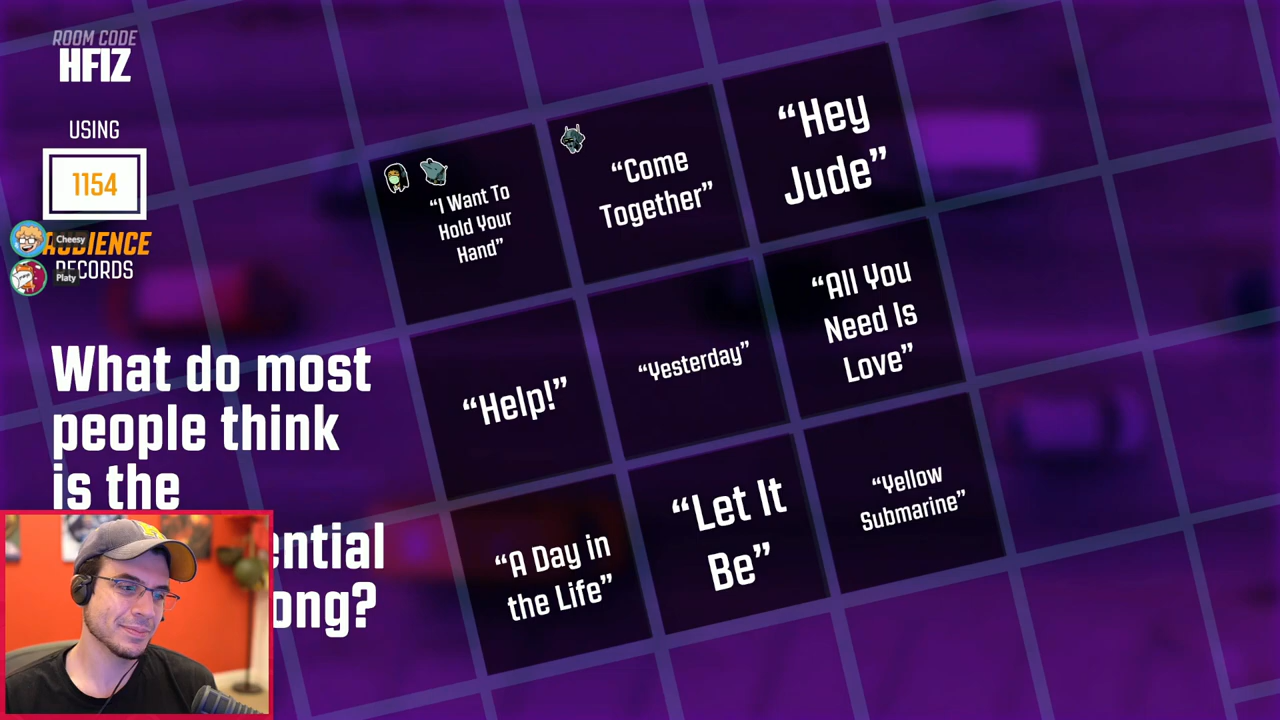 ROOM CODE
HFIZ
USING
1154
AUDIENCE
RECORDS
Cheesy
Platy
What do most
people think
is the
“I Want To
Hold Your
Hand”
“Come
Together”
“Hey
Jude”
“Help!”
“Yesterday”
“All You
Need Is
Love”
“A Day in
the Life”
“Let It
Be”
“Yellow
Submarine”